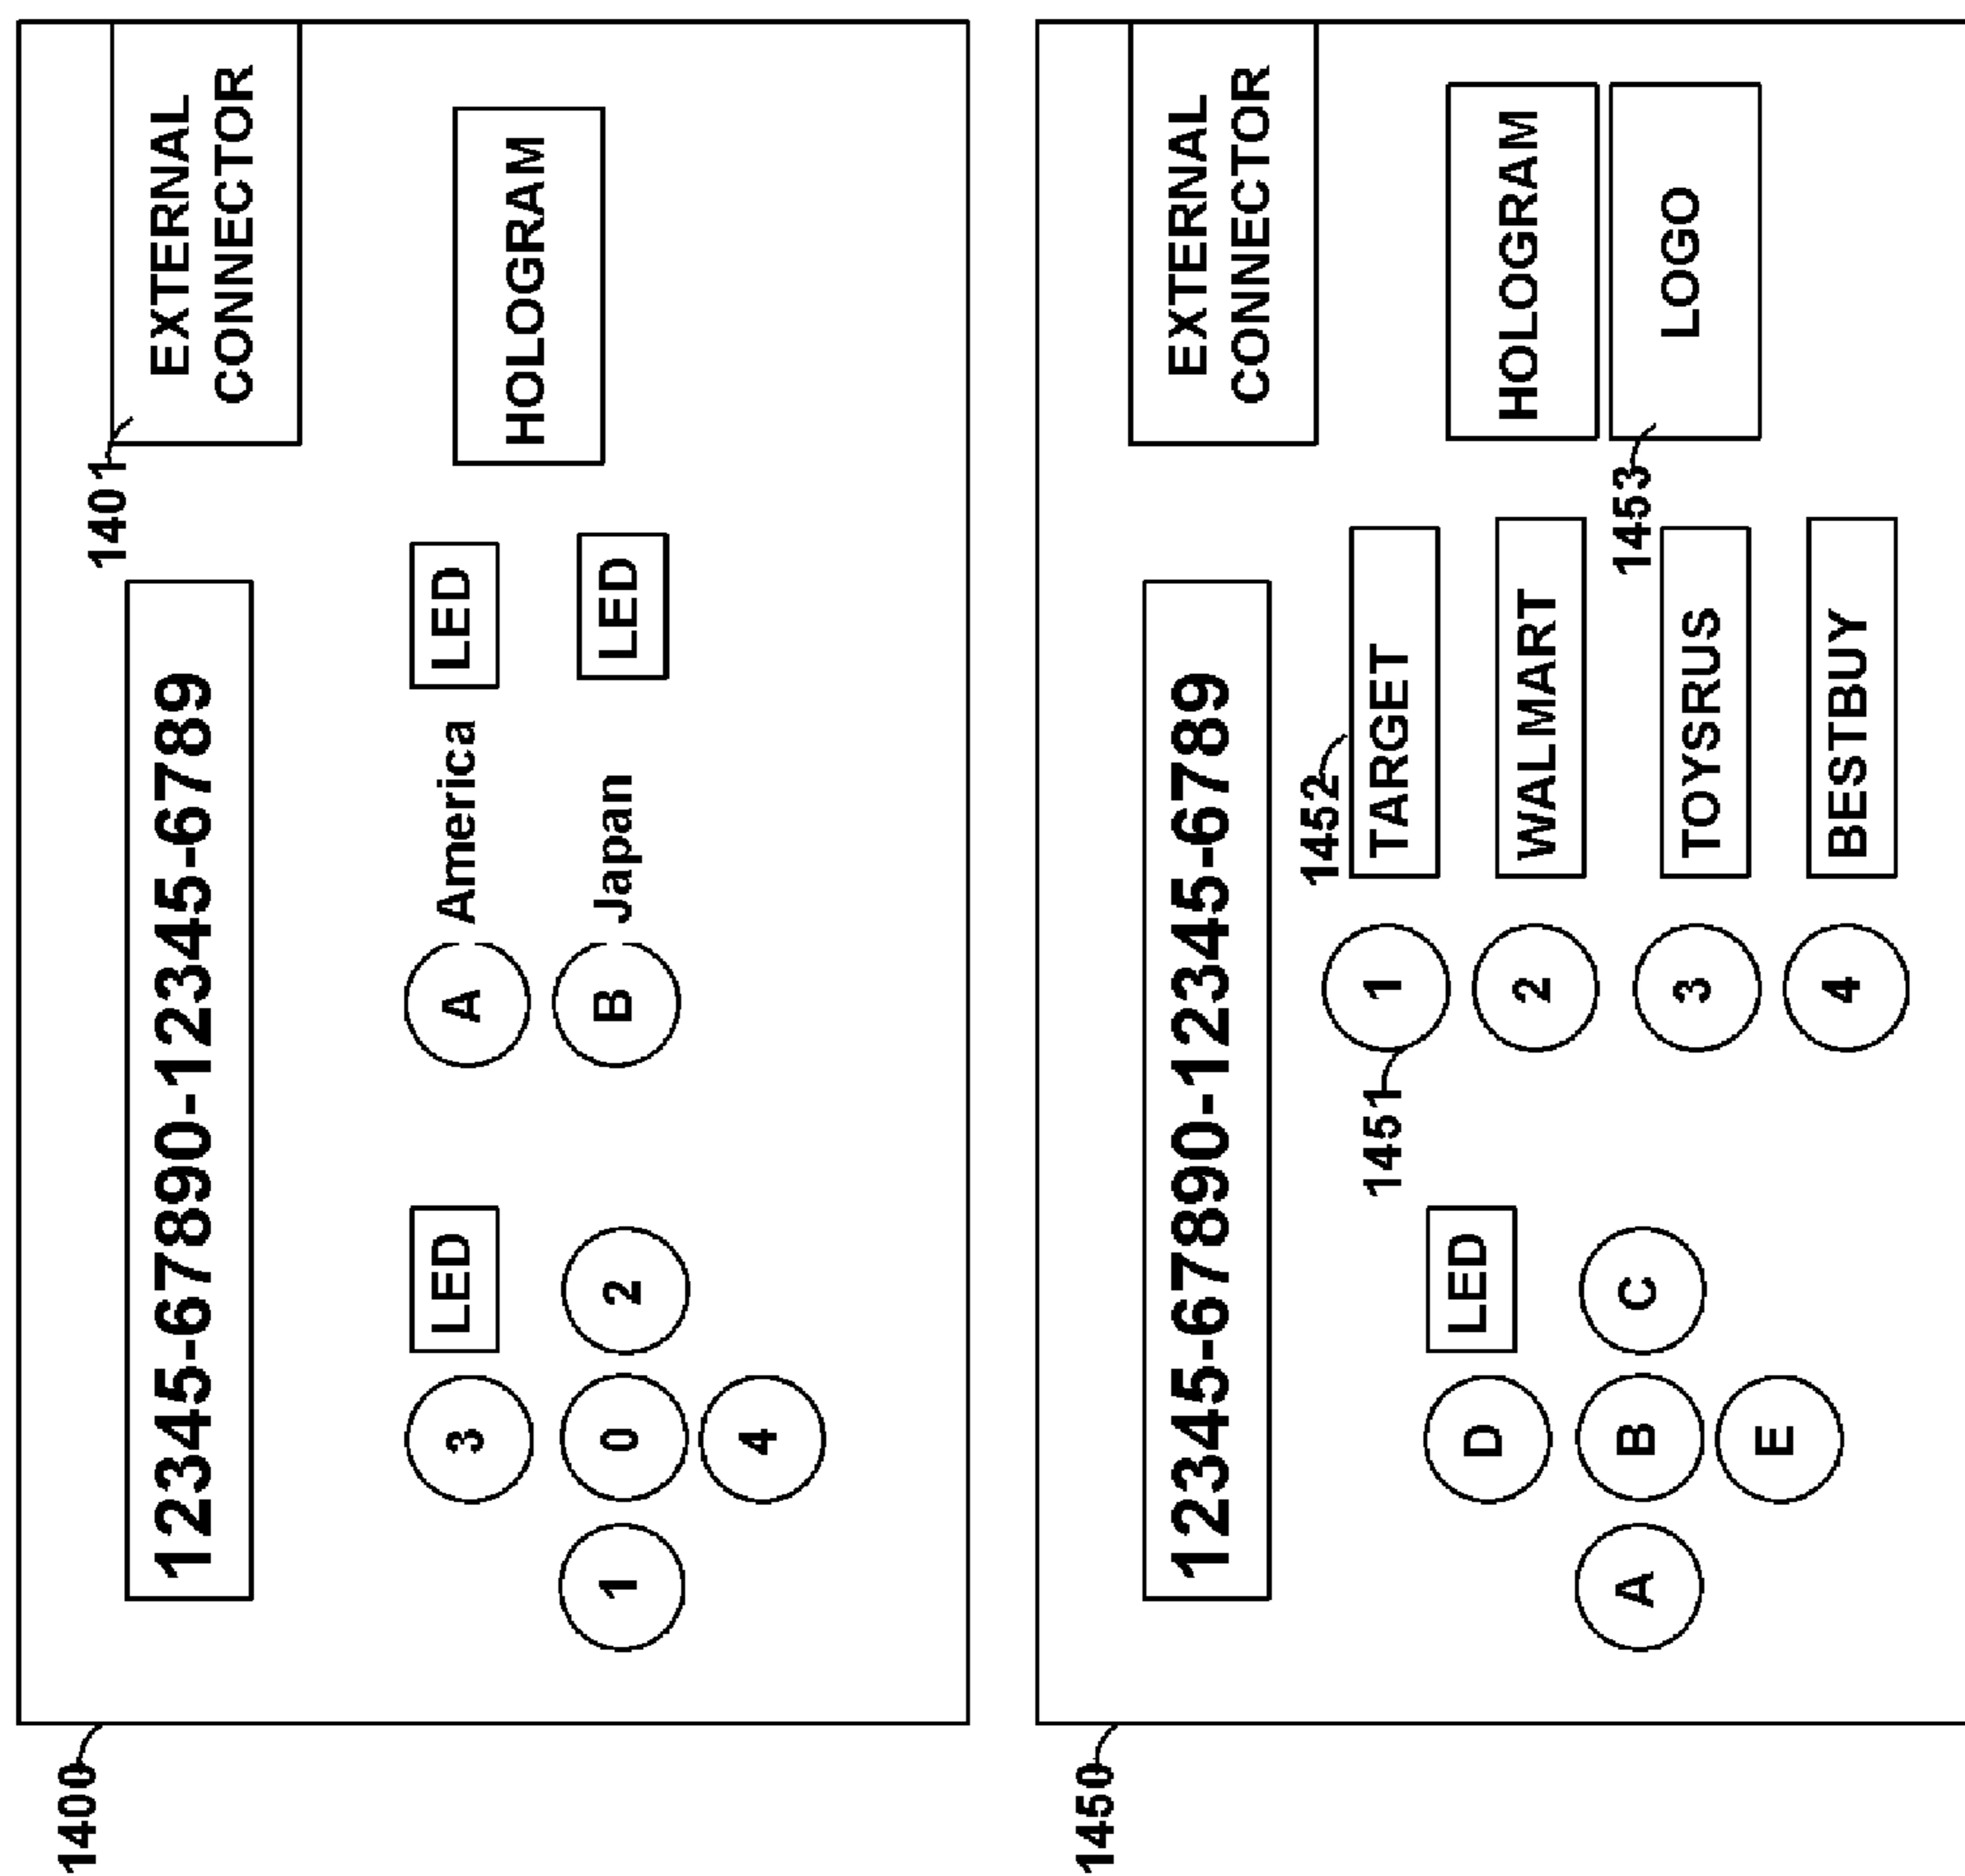 1400
1401
EXTERNAL
CONNECTOR
12345-67890-12345-6789
3
LED
A
America
LED
HOLOGRAM
1
0
2
B
Japan
LED
4
1450
EXTERNAL
CONNECTOR
12345-67890-12345-6789
1452
D
LED
1451
1
TARGET
HOLOGRAM
A
B
C
2
WALMART
1453
LOGO
E
3
TOYSRUS
4
BESTBUY